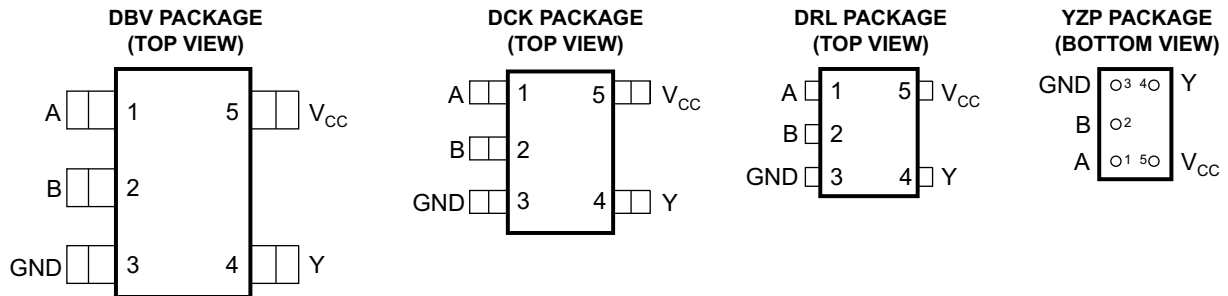 DBV PACKAGE
(TOP VIEW)
A 1 5 VCC
B 2
GND 3 4 Y
DCK PACKAGE
(TOP VIEW)
A 1 5 VCC
B 2
GND 3 4 Y
DRL PACKAGE
(TOP VIEW)
A 1 5 VCC
B 2
GND 3 4 Y
YZP PACKAGE
(BOTTOM VIEW)
GND 3 4 Y
B 2
A 1 5 VCC